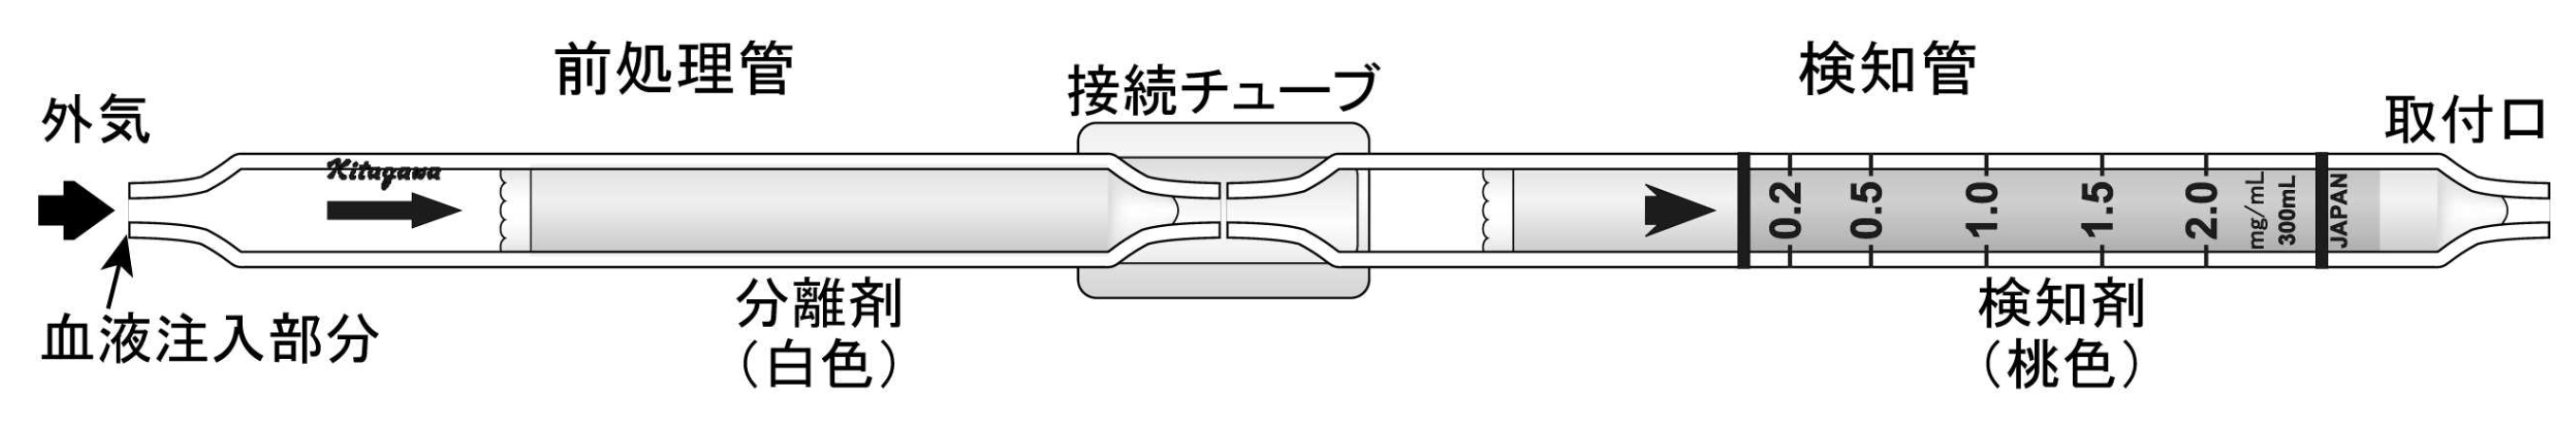 前処理管
接続チューブ
検知管
外気
取付口
Kitagawa
0.2
0.5
1.0
1.5
2.0
mg/mL
300mL
JAPAN
血液注入部分
分離剤
（白色）
検知剤
（桃色）